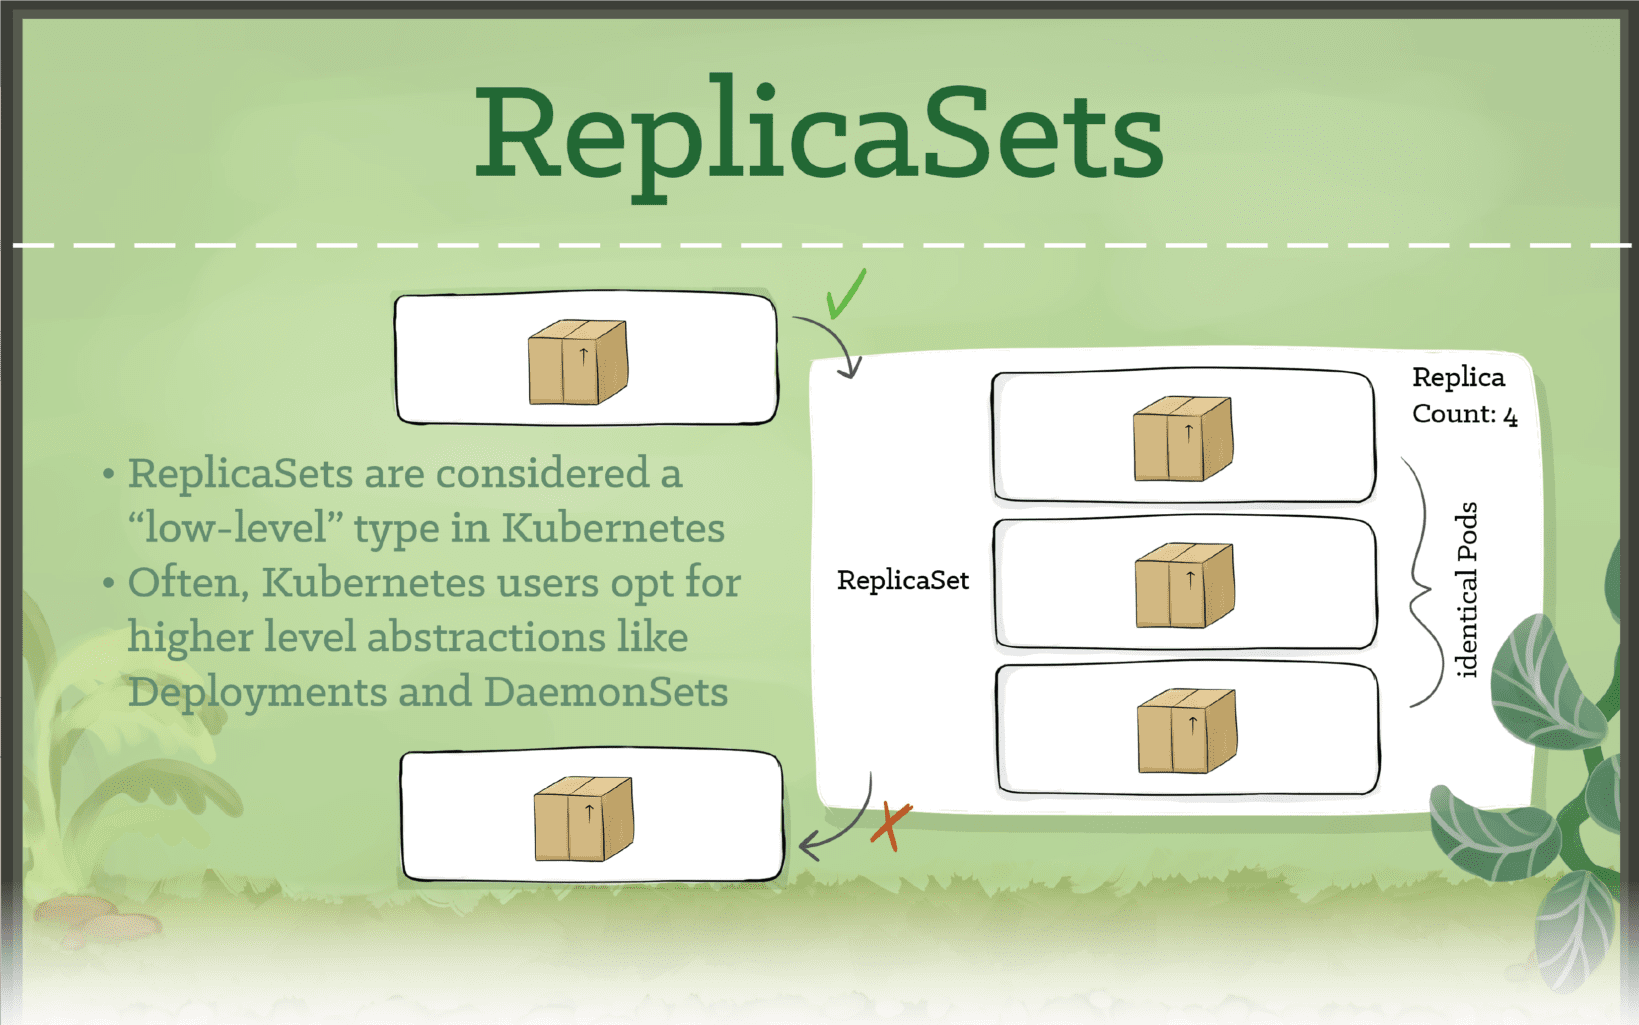 ReplicaSets
• ReplicaSets are considered a
“low-level” type in Kubernetes
• Often, Kubernetes users opt for
higher level abstractions like
Deployments and DaemonSets
ReplicaSet
Replica
Count: 4
identical Pods